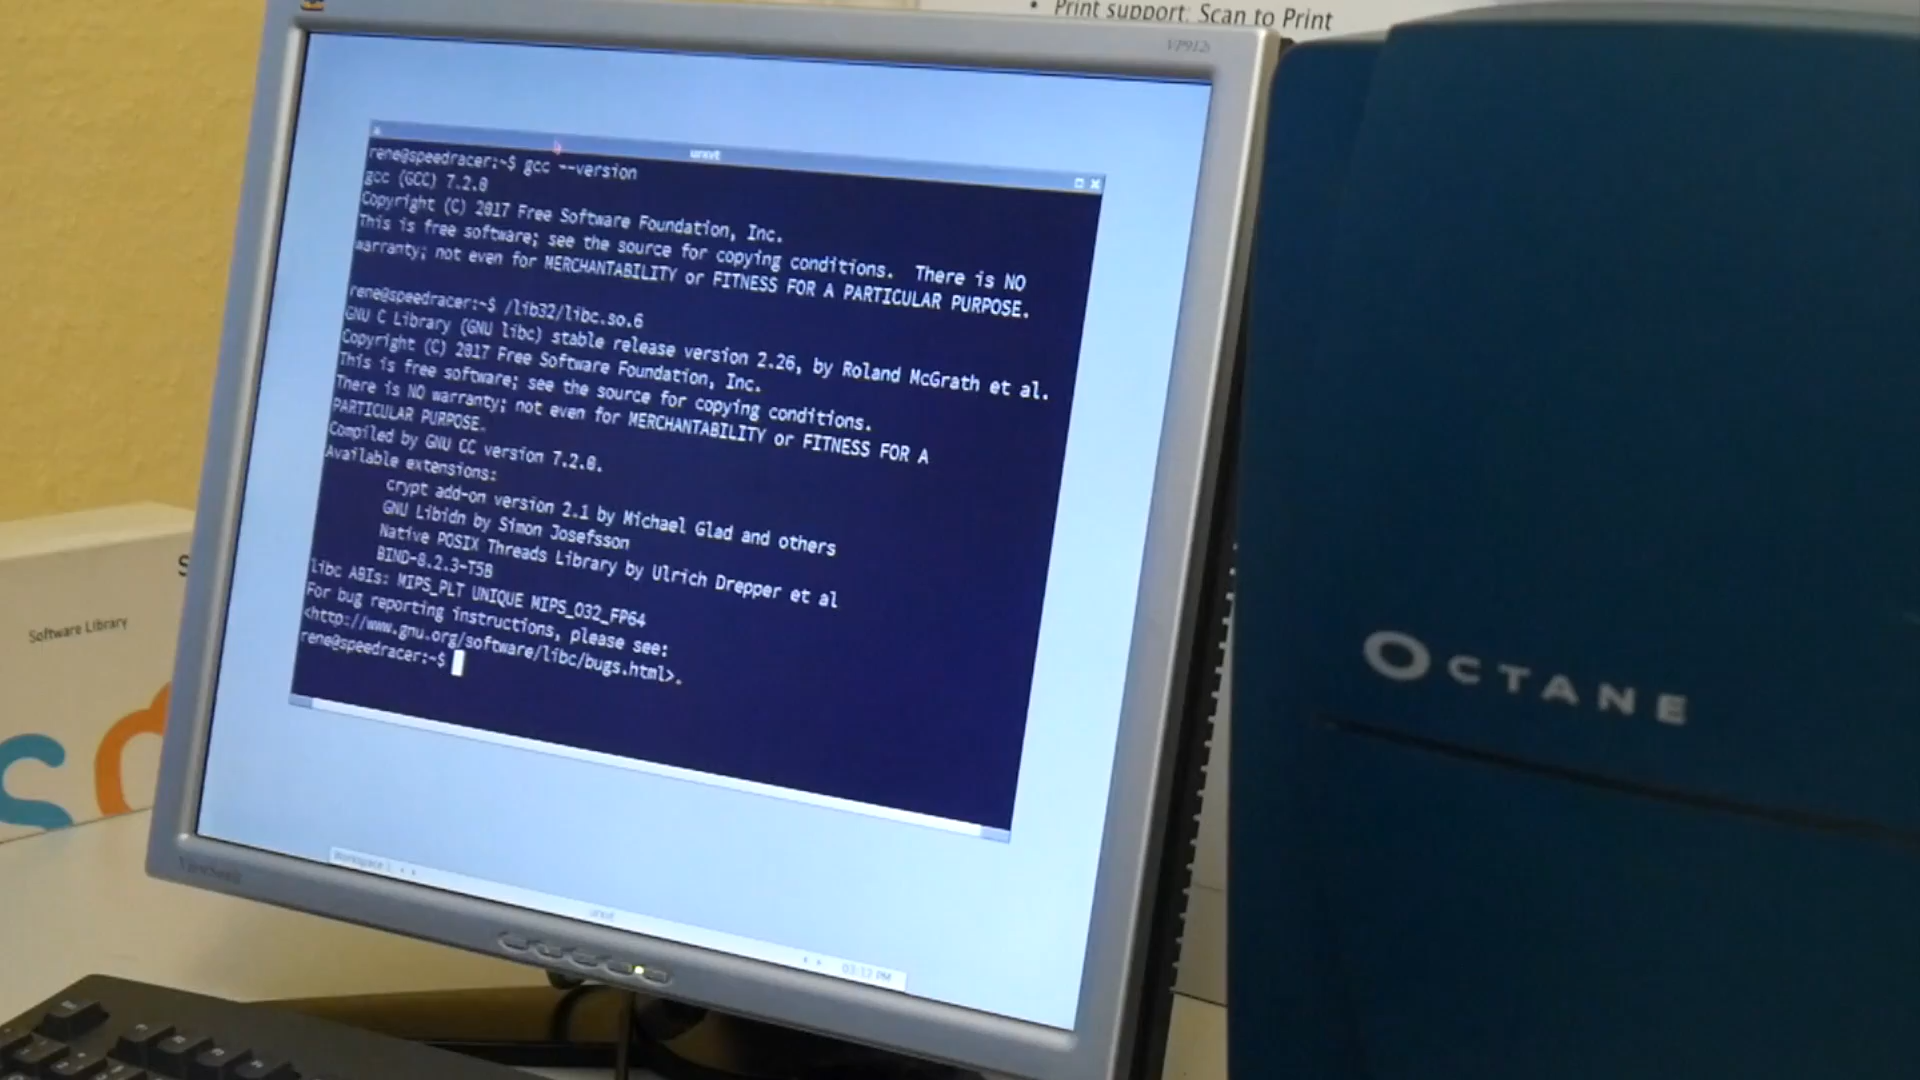 • Print support: Scan to Print
VP912b
urxvt
rene@speedracer:~$ gcc --version
gcc (GCC) 7.2.0
Copyright (C) 2017 Free Software Foundation, Inc.
This is free software; see the source for copying conditions.  There is NO
warranty; not even for MERCHANTABILITY or FITNESS FOR A PARTICULAR PURPOSE.
rene@speedracer:~$ /lib32/libc.so.6
GNU C Library (GNU libc) stable release version 2.26, by Roland McGrath et al.
Copyright (C) 2017 Free Software Foundation, Inc.
This is free software; see the source for copying conditions.
There is NO warranty; not even for MERCHANTABILITY or FITNESS FOR A
PARTICULAR PURPOSE.
Compiled by GNU CC version 7.2.0.
Available extensions:
crypt add-on version 2.1 by Michael Glad and others
GNU Libidn by Simon Josefsson
Native POSIX Threads Library by Ulrich Drepper et al
BIND-8.2.3-T5B
libc ABIs: MIPS_PLT UNIQUE MIPS_O32_FP64
For bug reporting instructions, please see:
<http://www.gnu.org/software/libc/bugs.html>.
rene@speedracer:~$
Workspace 1
urxvt
03:13 PM
ViewSonic
OCTANE
S
Software Library